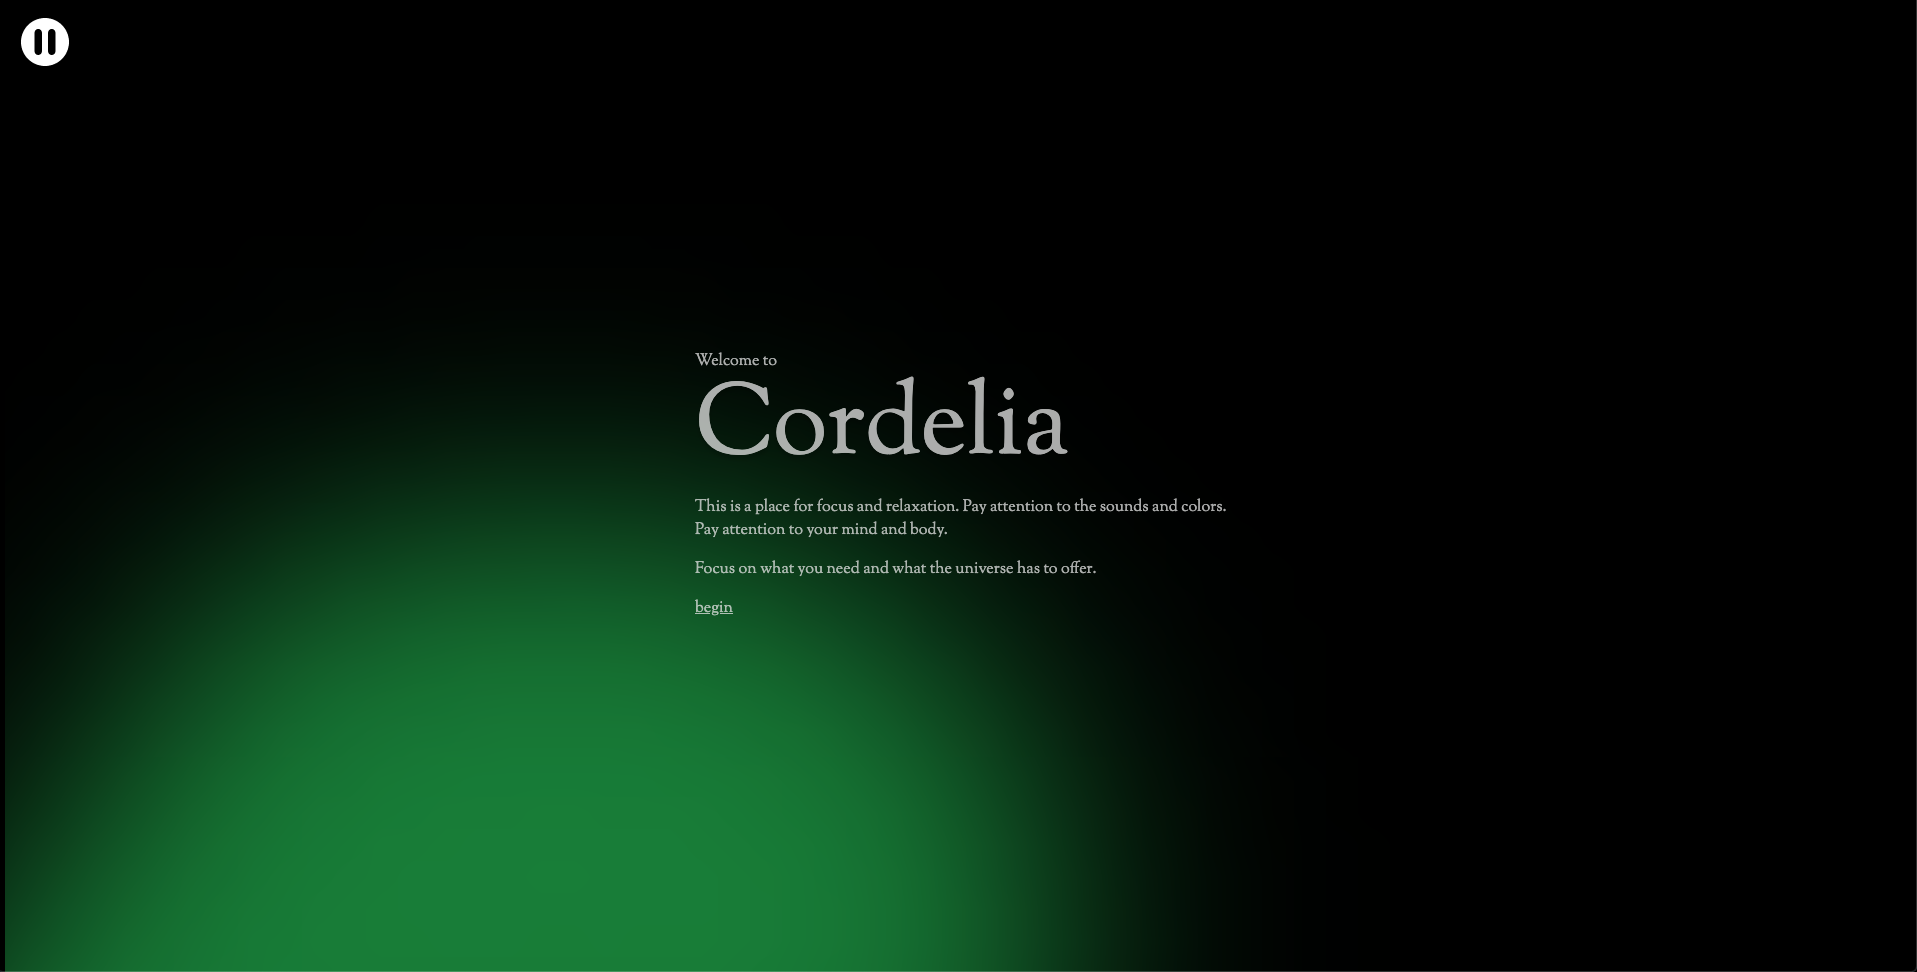 Welcome to
Cordelia
This is a place for focus and relaxation. Pay attention to the sounds and colors.
Pay attention to your mind and body.
Focus on what you need and what the universe has to offer.
begin